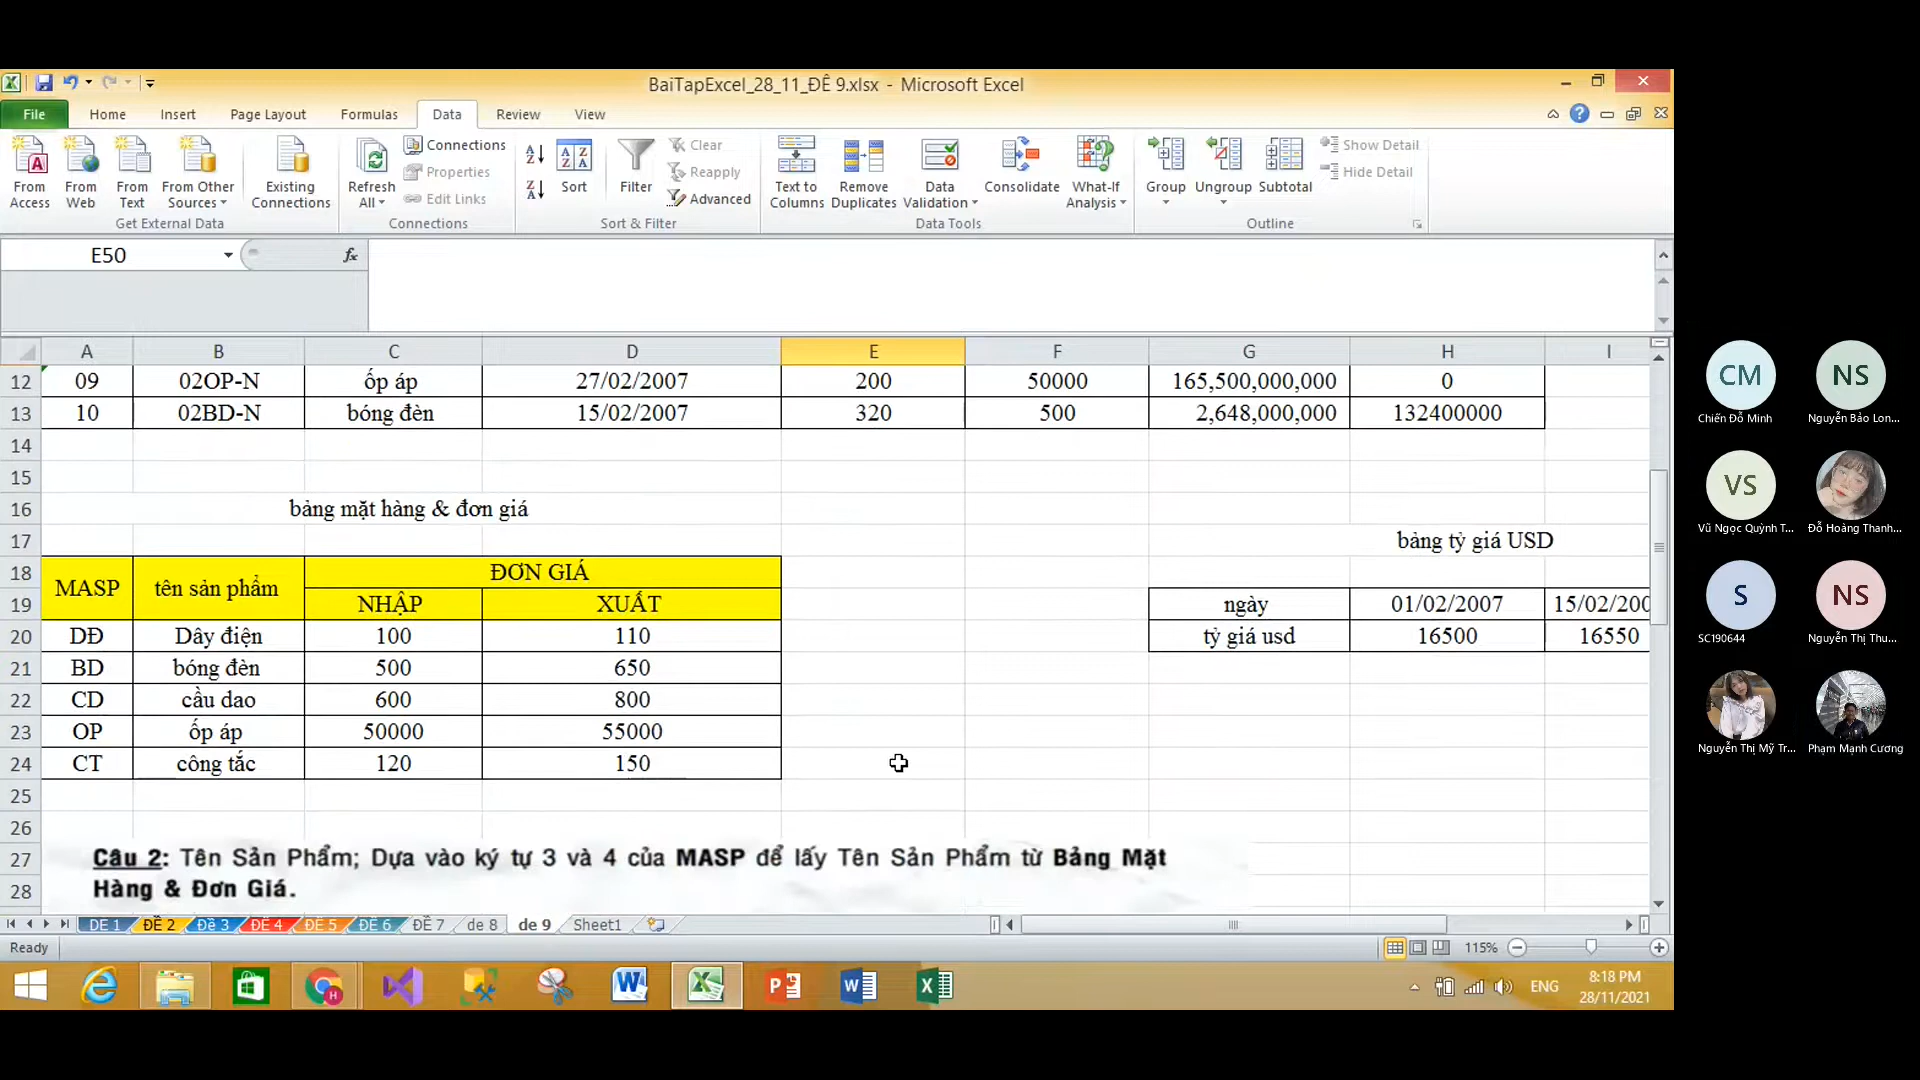 BaiTapExcel_28_11_ĐÊ 9.xlsx - Microsoft Excel
File Home Insert Page Layout Formulas Data Review View
From Access From Web From Text From Other Sources Existing Connections Refresh All Connections Properties Edit Links Sort Filter Clear Reapply Advanced Text to Columns Remove Duplicates Data Validation Consolidate What-If Analysis Group Ungroup Subtotal Show Detail Hide Detail
Get External Data Connections Sort & Filter Data Tools Outline
E50 fx
A B C D E F G H I
12 09 02OP-N ốp áp 27/02/2007 200 50000 165,500,000,000 0
13 10 02BD-N bóng đèn 15/02/2007 320 500 2,648,000,000 132400000
14
15
16 bảng mặt hàng & đơn giá
17 bảng tỷ giá USD
18 MASP tên sản phẩm ĐƠN GIÁ
19 NHẬP XUẤT ngày 01/02/2007 15/02/200
20 DĐ Dây điện 100 110 tỷ giá usd 16500 16550
21 BD bóng đèn 500 650
22 CD cầu dao 600 800
23 OP ốp áp 50000 55000
24 CT công tắc 120 150
25
26
27 Câu 2: Tên Sản Phẩm; Dựa vào ký tự 3 và 4 của MASP để lấy Tên Sản Phẩm từ Bảng Mặt
28 Hàng & Đơn Giá.
DE 1 ĐỀ 2 Đề 3 ĐỀ 4 ĐỀ 5 ĐỀ 6 ĐỀ 7 de 8 de 9 Sheet1
Ready 115%
ENG 8:18 PM
28/11/2021
CM NS
Chiến Đỗ Minh Nguyễn Bảo Lon...
VS
Vũ Ngọc Quỳnh T... Đỗ Hoàng Thanh...
S NS
SC190644 Nguyễn Thị Thu...
Nguyễn Thị Mỹ Tr... Phạm Mạnh Cương